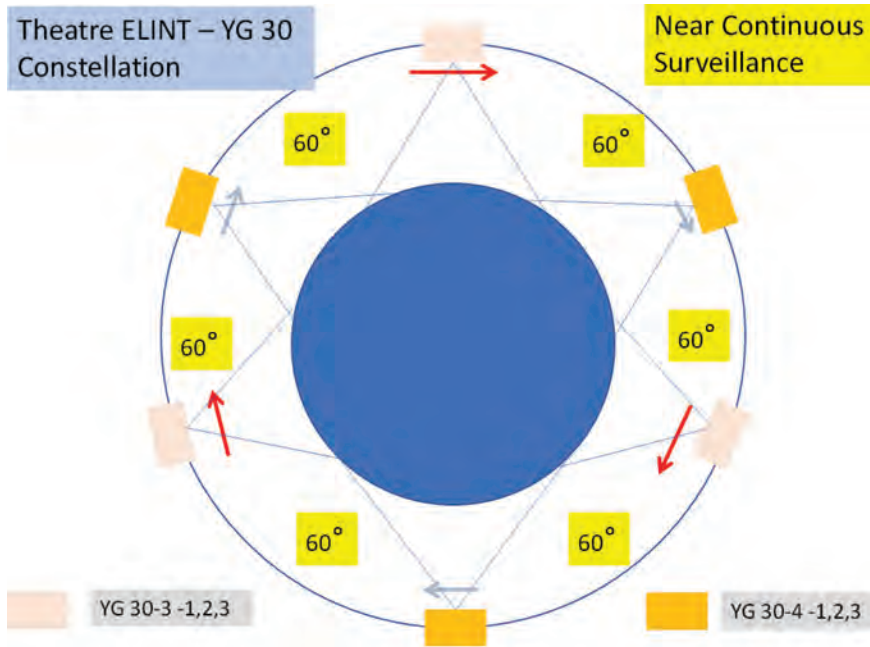 Theatre ELINT – YG 30
Constellation
Near Continuous
Surveillance
60°
60°
60°
60°
60°
60°
YG 30-3 -1,2,3
YG 30-4 -1,2,3